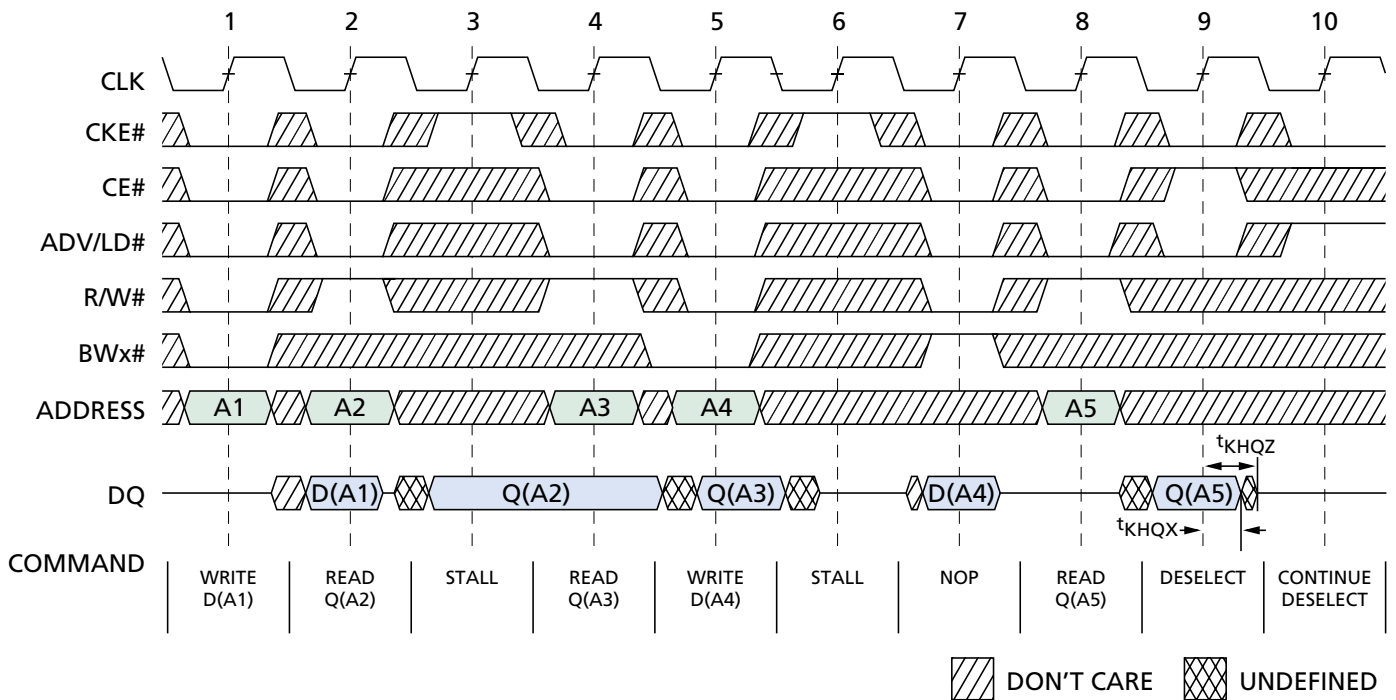 1 2 3 4 5 6 7 8 9 10
CLK
CKE#
CE#
ADV/LD#
R/W#
BWx#
ADDRESS A1 A2 A3 A4 A5
tKHQZ
DQ D(A1) Q(A2) Q(A3) D(A4) Q(A5)
tKHQX
COMMAND
WRITE READ STALL READ WRITE STALL NOP READ DESELECT CONTINUE
D(A1) Q(A2) Q(A3) D(A4) Q(A5) DESELECT
DON'T CARE UNDEFINED